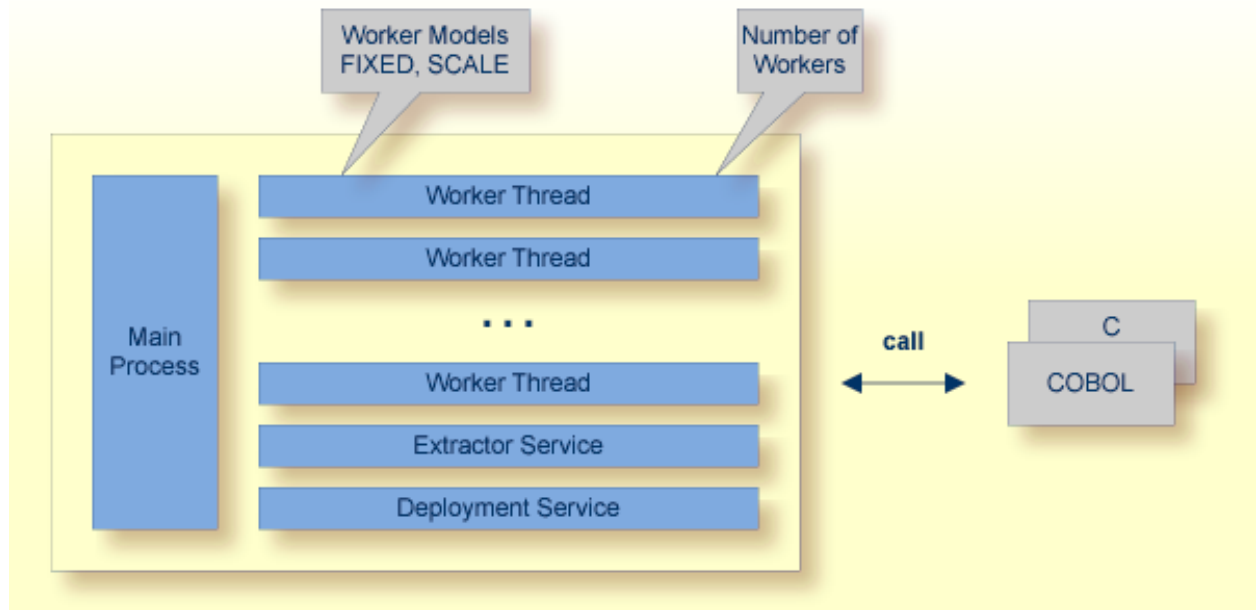 Worker Models
FIXED, SCALE
Number of
Workers
Main
Process
Worker Thread
Worker Thread
...
Worker Thread
Extractor Service
Deployment Service
call
C
COBOL